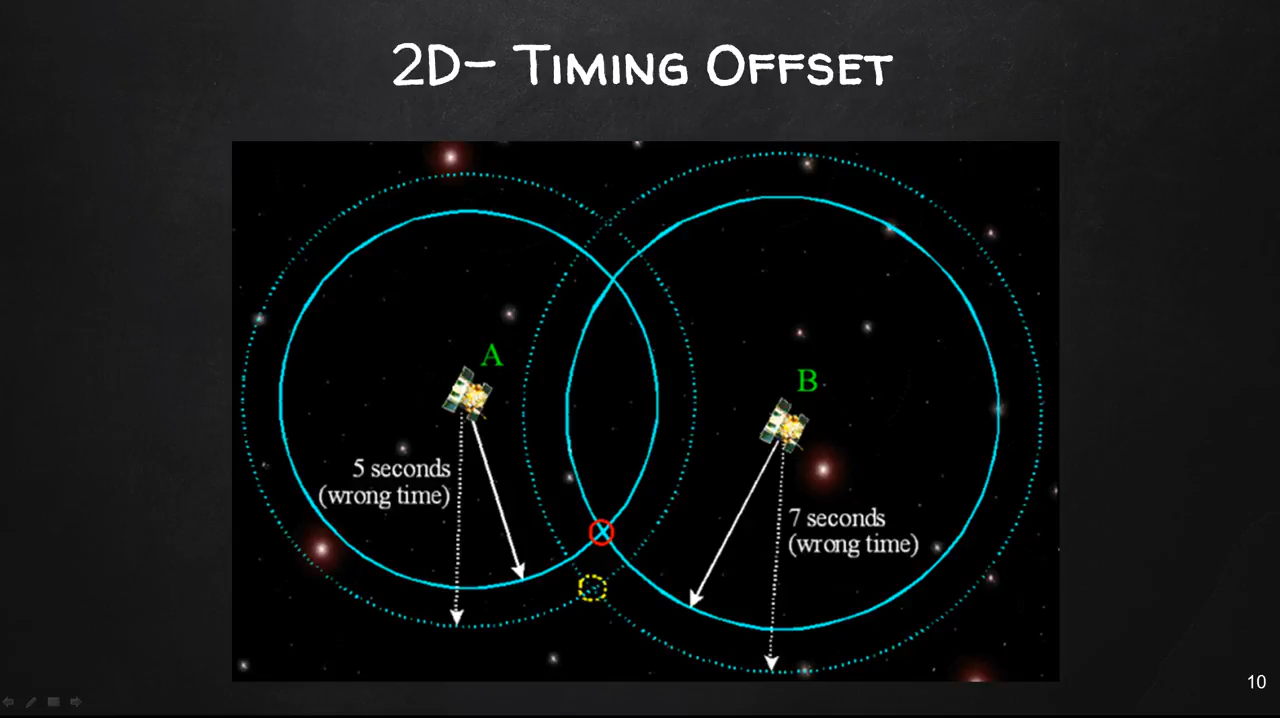 2D- TIMING OFFSET
A
B
5 seconds
(wrong time)
7 seconds
(wrong time)
10